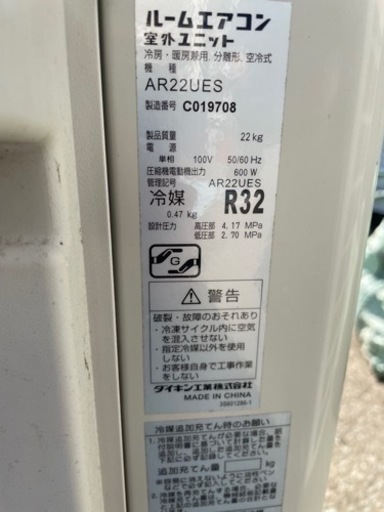 ルームエアコン
室外ユニット
冷房・暖房兼用,分離形,空冷式
機種
AR22UES
製造番号 C019708
製品質量 22kg
電源
単相 100V 50/60Hz
圧縮機電動機出力 600W
管理記号 AR22UES
冷媒 R32
0.47kg
設計圧力 高圧部 4.17 MPa
低圧部 2.70 MPa
G
警告
破裂・故障のおそれあり
・冷凍サイクル内に空気
を混入させない
・指定冷媒以外を使用
しない
・お客様自身で工事作業
をしない
ダイキン工業株式会社
MADE IN CHINA
冷媒追加充てん時のお願い
追加充てん量 kg